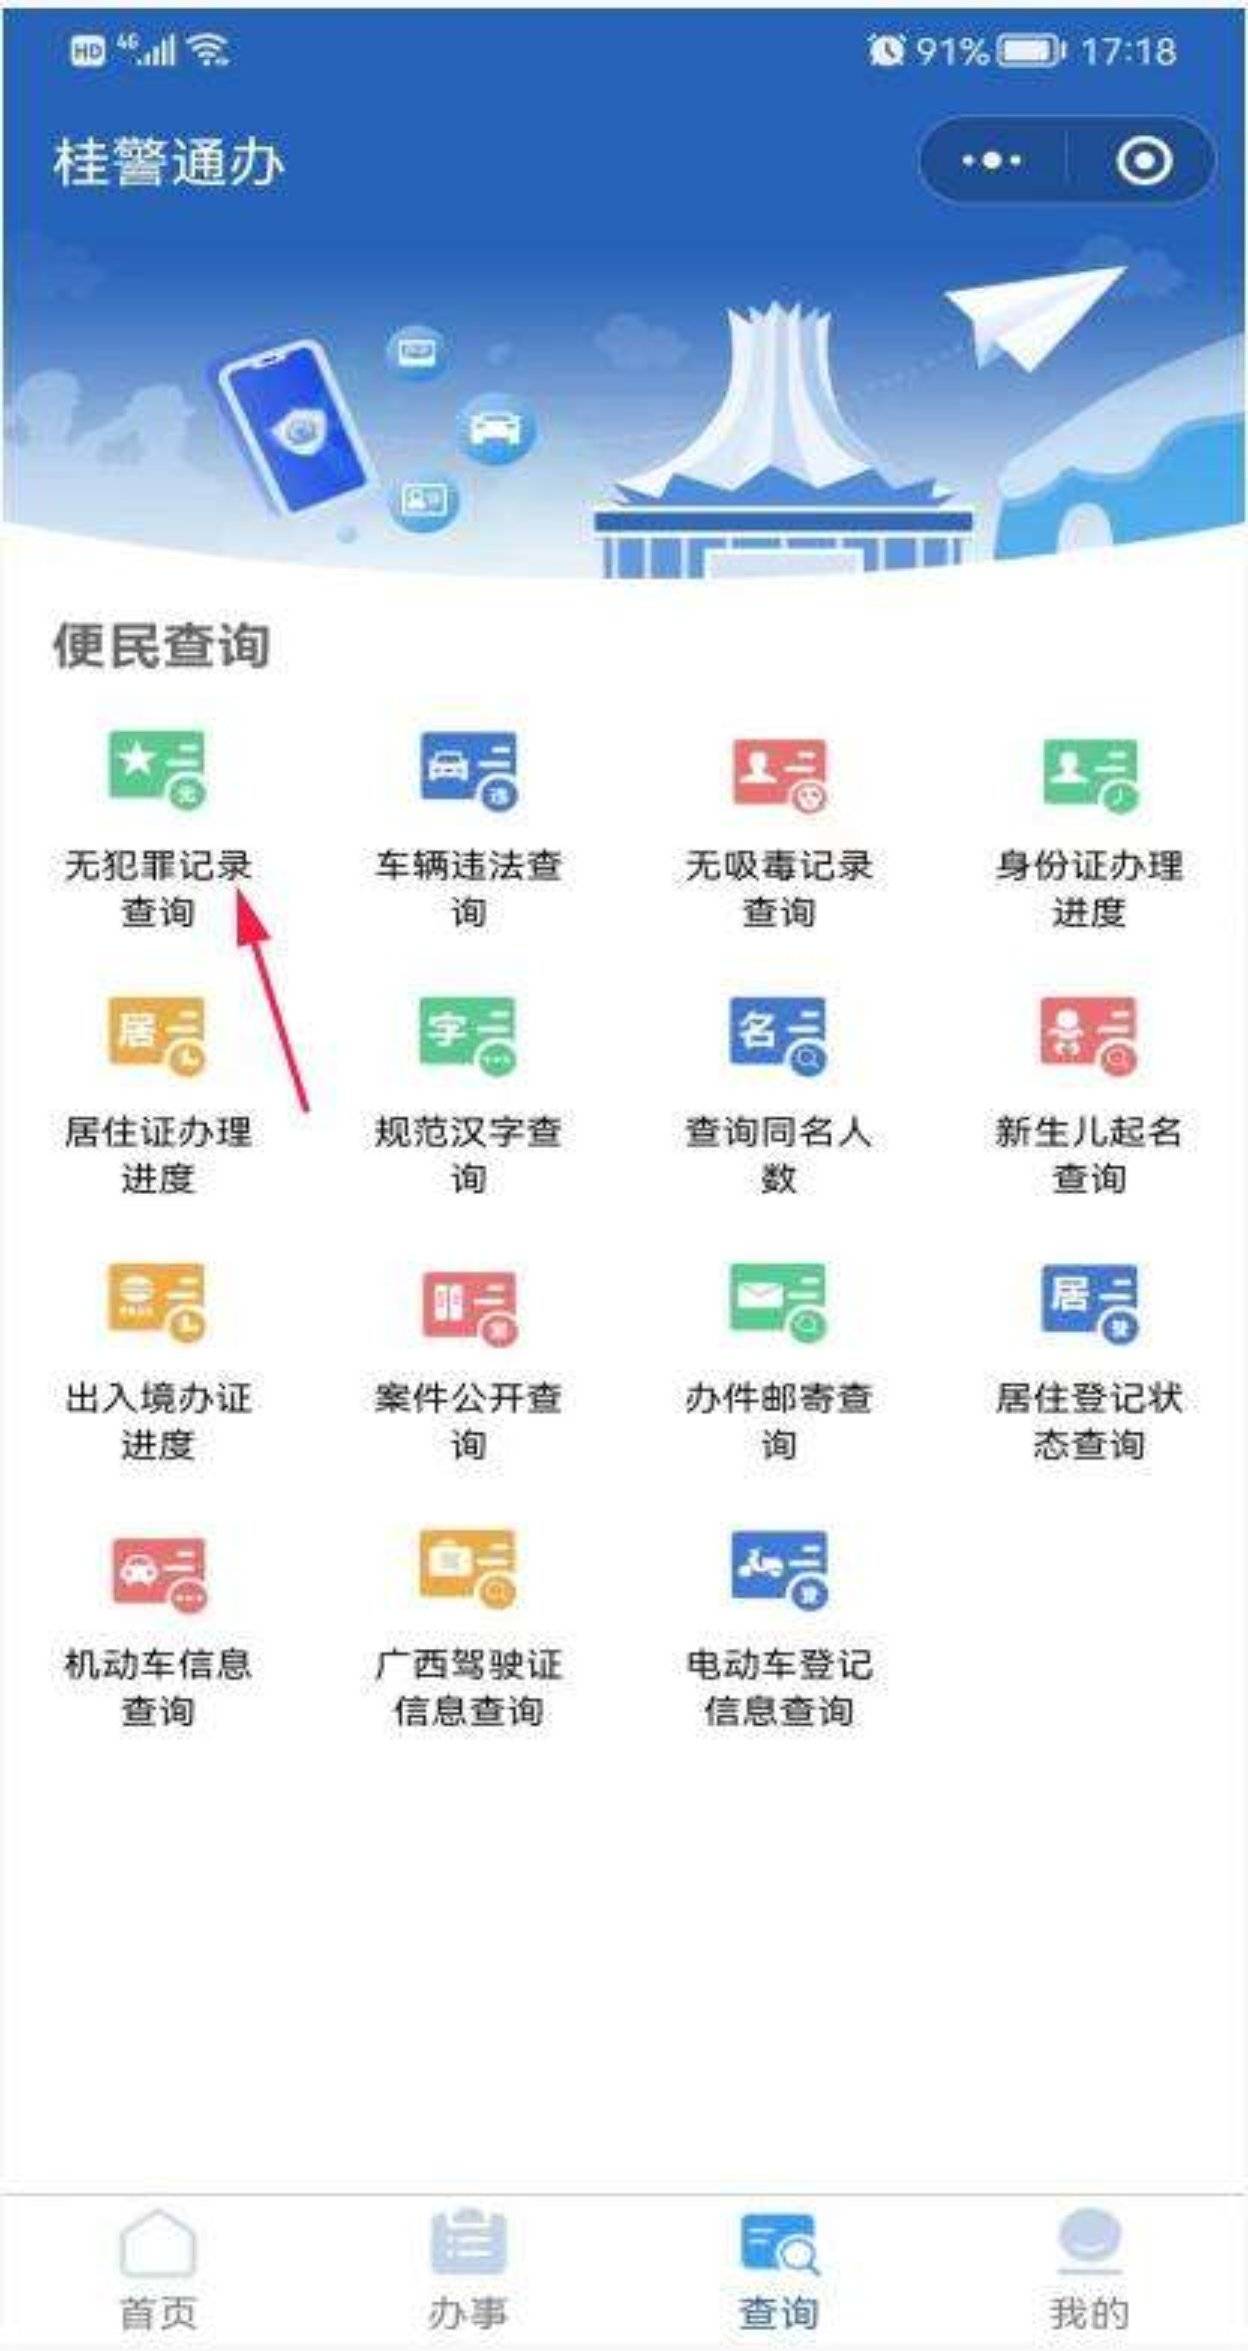 HD 4G 91% 17:18
桂警通办
便民查询
无犯罪记录 车辆违法查 无吸毒记录 身份证办理
查询 询 查询 进度
居 字 名
居住证办理 规范汉字查 查询同名人 新生儿起名
进度 询 数 查询
居
出入境办证 案件公开查 办件邮寄查 居住登记状
进度 询 询 态查询
机动车信息 广西驾驶证 电动车登记
查询 信息查询 信息查询
首页 办事 查询 我的